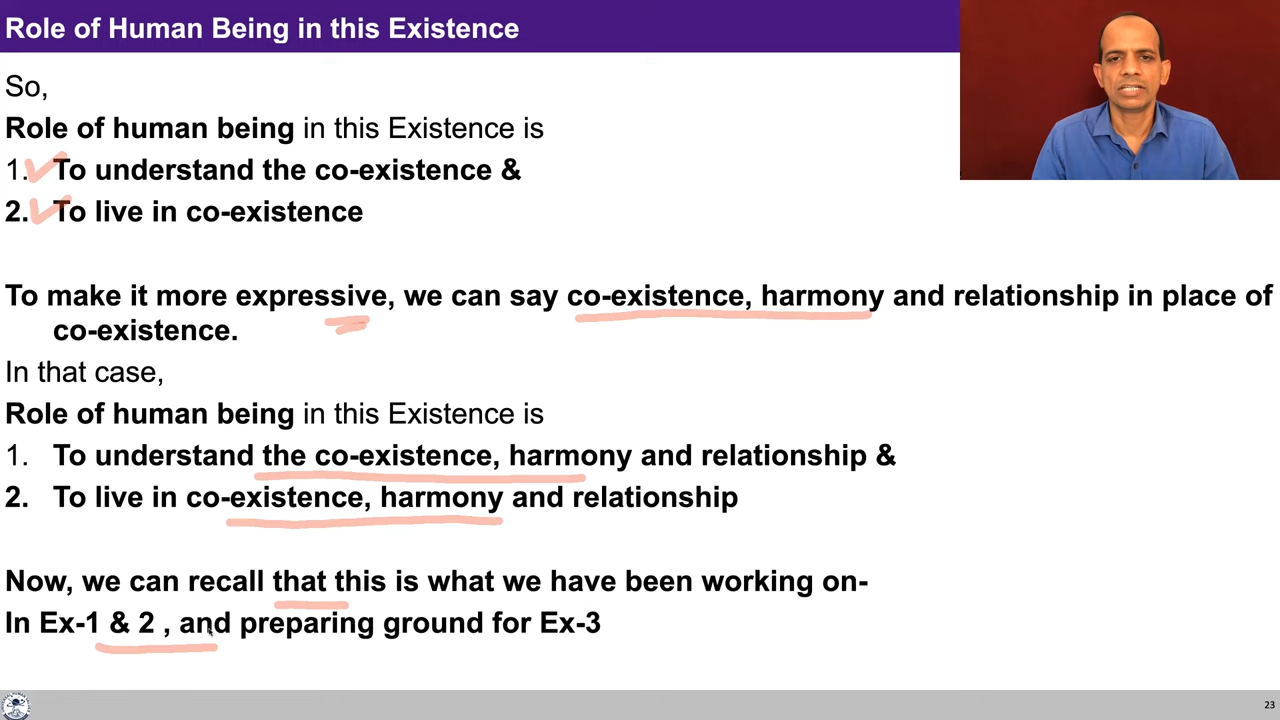 Role of Human Being in this Existence
So,
Role of human being in this Existence is
1. To understand the co-existence &
2. To live in co-existence
To make it more expressive, we can say co-existence, harmony and relationship in place of
co-existence.
In that case,
Role of human being in this Existence is
1. To understand the co-existence, harmony and relationship &
2. To live in co-existence, harmony and relationship
Now, we can recall that this is what we have been working on-
In Ex-1 & 2 , and preparing ground for Ex-3
23